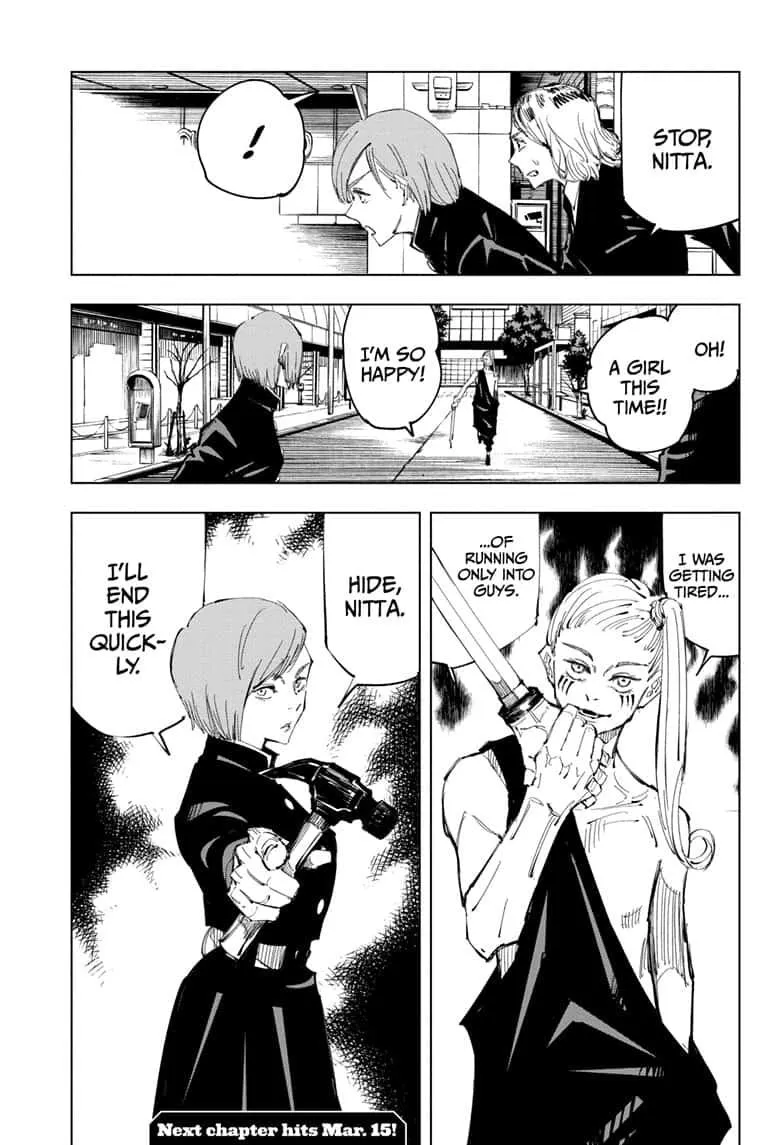 STOP,
NITTA.
!
OH!
A GIRL
THIS
TIME!!
I'M SO
HAPPY!
I WAS
GETTING
TIRED...
...OF
RUNNING
ONLY INTO
GUYS.
HIDE,
NITTA.
I'LL
END
THIS
QUICK-
LY.
Next chapter hits Mar. 15!